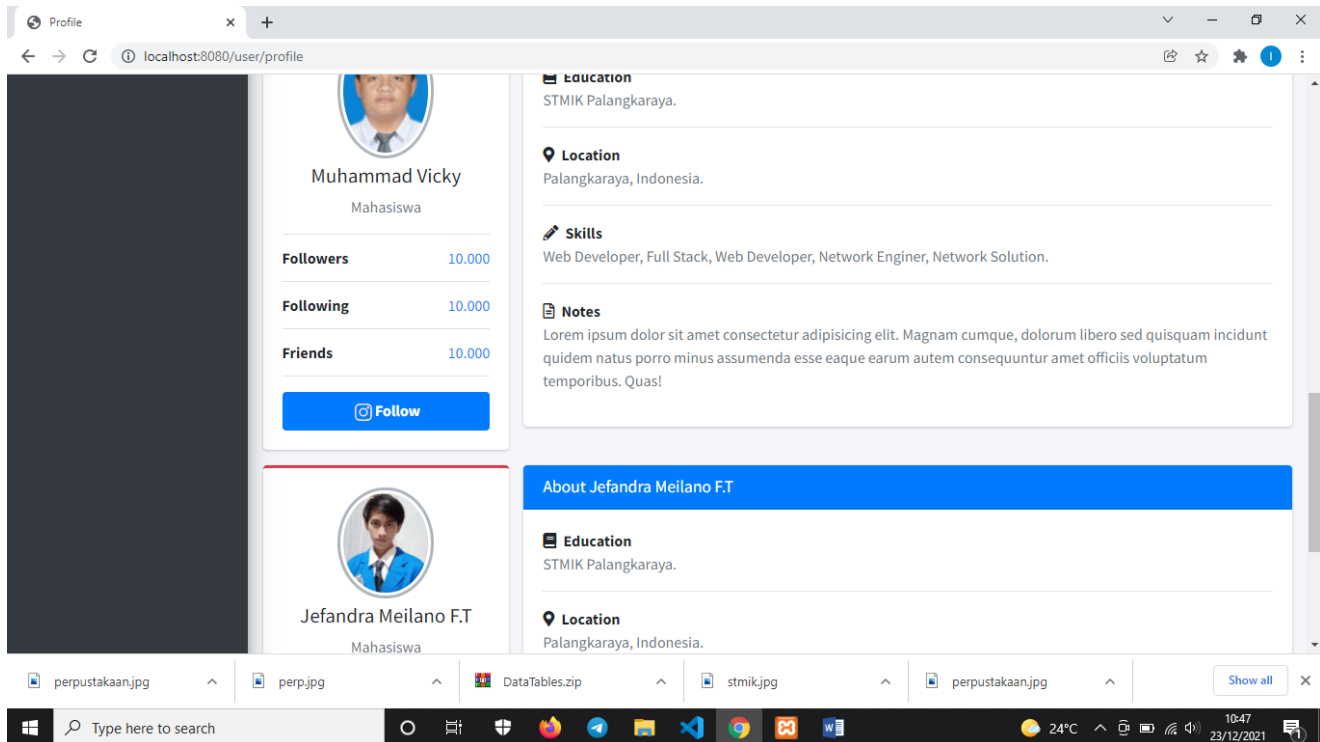 Profile
localhost:8080/user/profile
Muhammad Vicky
Mahasiswa
Followers 10.000
Following 10.000
Friends 10.000
Follow
Education
STMIK Palangkaraya.
Location
Palangkaraya, Indonesia.
Skills
Web Developer, Full Stack, Web Developer, Network Enginer, Network Solution.
Notes
Lorem ipsum dolor sit amet consectetur adipisicing elit. Magnam cumque, dolorum libero sed quisquam incidunt
quidem natus porro minus assumenda esse eaque earum autem consequuntur amet officiis voluptatum
temporibus. Quas!
Jefandra Meilano F.T
Mahasiswa
About Jefandra Meilano F.T
Education
STMIK Palangkaraya.
Location
Palangkaraya, Indonesia.
perpustakaan.jpg
perp.jpg
DataTables.zip
stmik.jpg
perpustakaan.jpg
Show all
Type here to search
24°C
10:47
23/12/2021